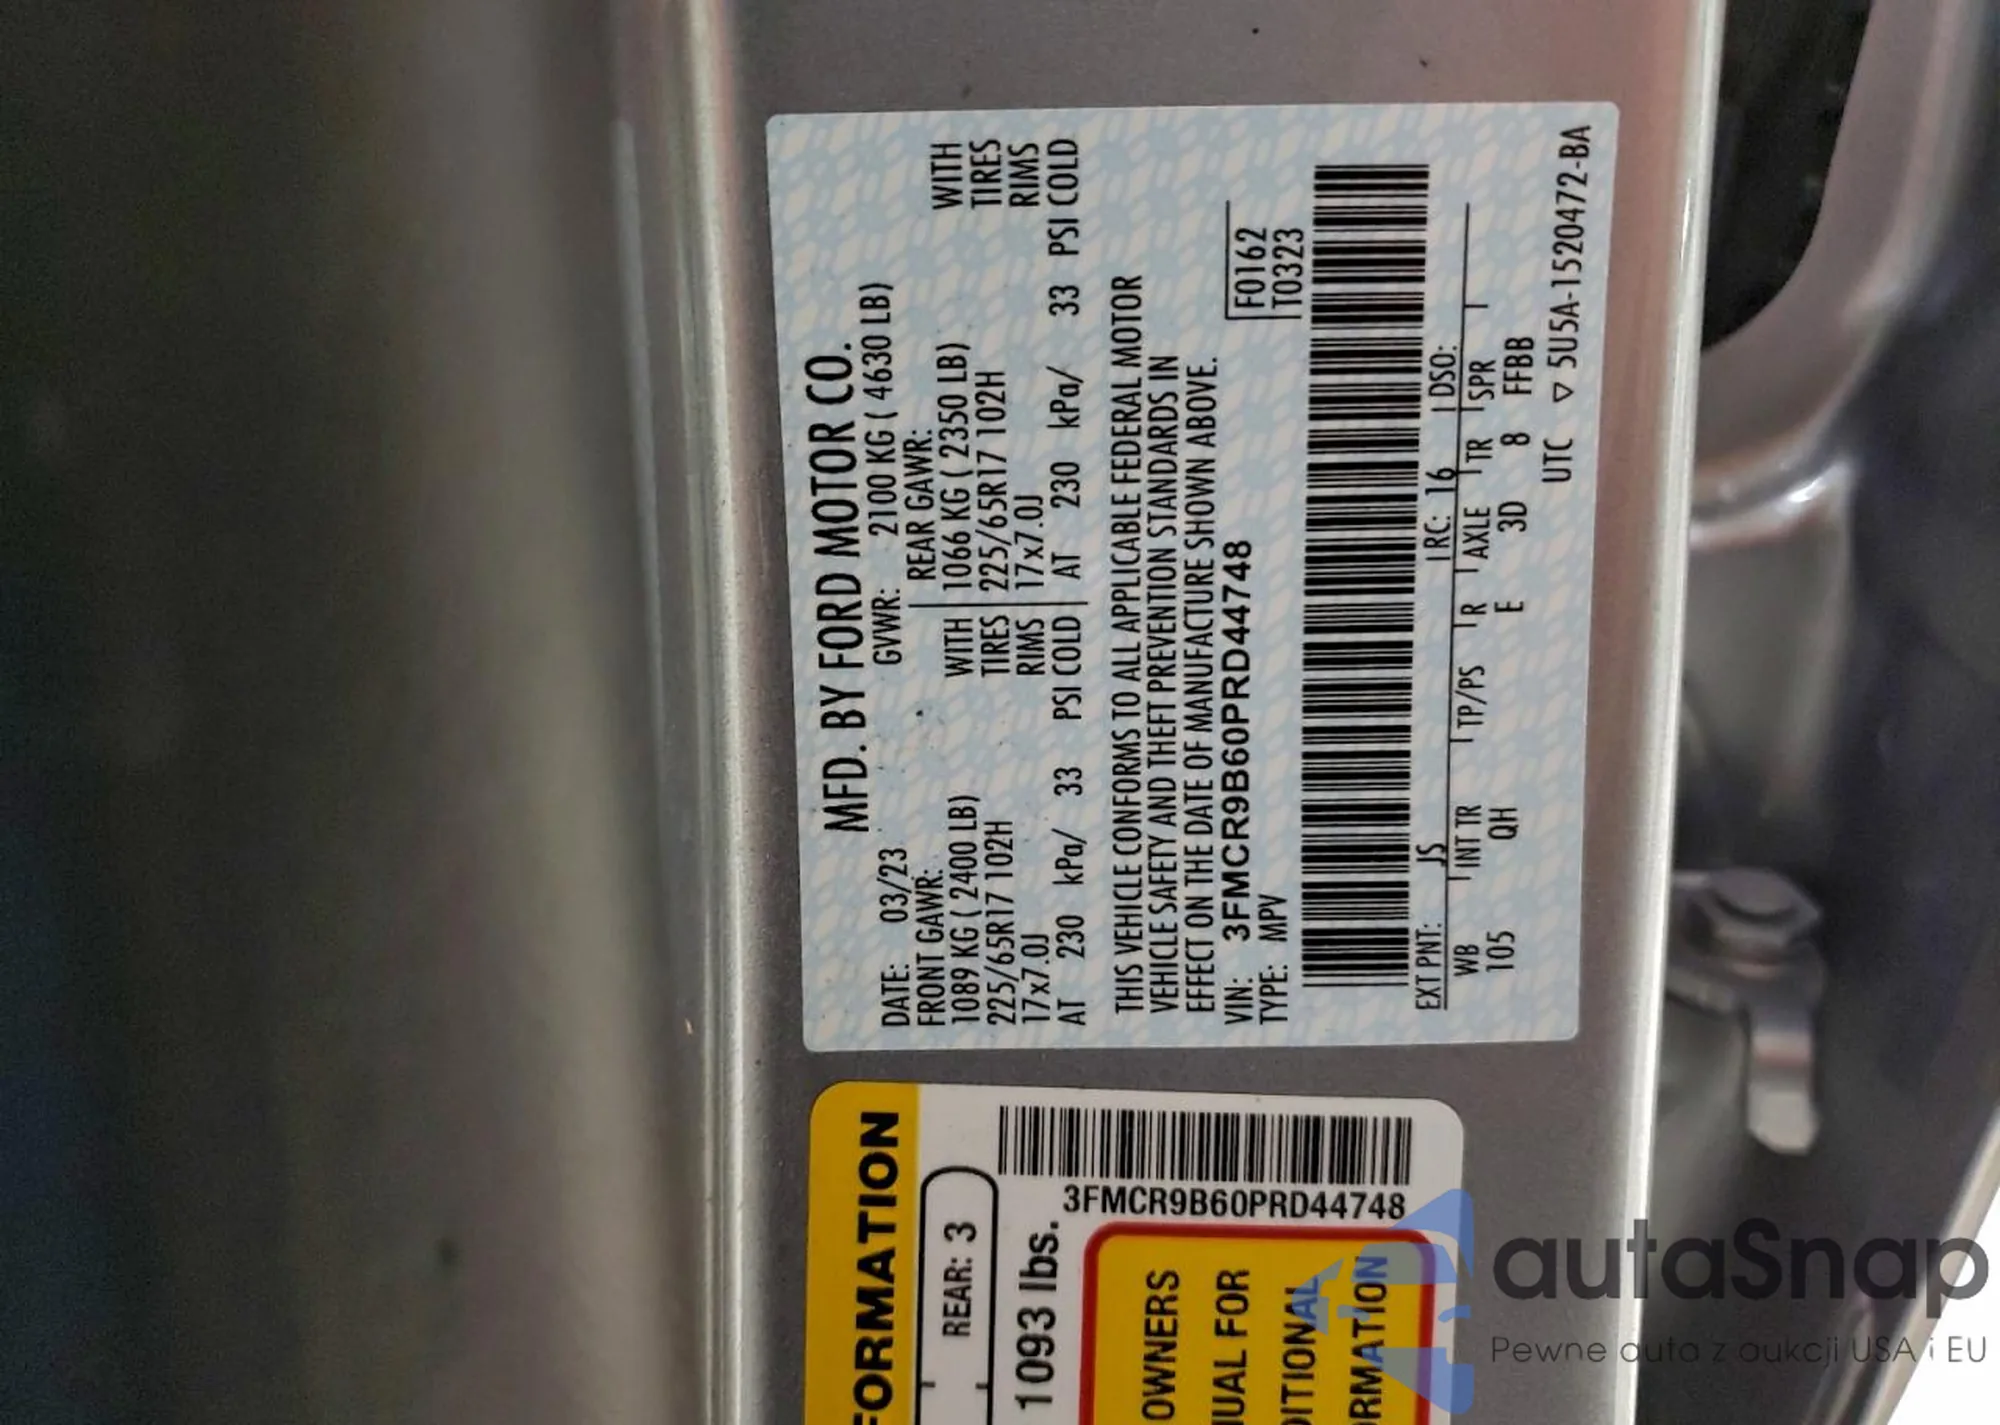 MFD. BY FORD MOTOR CO.
DATE: 03/23 GVWR: 2100 KG ( 4630 LB)
FRONT GAWR: REAR GAWR:
1089 KG ( 2400 LB) WITH 1066 KG ( 2350 LB) WITH
225/65R17 102H TIRES 225/65R17 102H TIRES
17x7.0J RIMS 17x7.0J RIMS
AT 230 kPa/ 33 PSI COLD AT 230 kPa/ 33 PSI COLD
THIS VEHICLE CONFORMS TO ALL APPLICABLE FEDERAL MOTOR
VEHICLE SAFETY AND THEFT PREVENTION STANDARDS IN
EFFECT ON THE DATE OF MANUFACTURE SHOWN ABOVE.
VIN: 3FMCR9B60PRD44748 F0162
TYPE: MPV T0323
EXT PNT: JS RC: 16 DSO:
WB INT TR TP/PS R AXLE TR SPR
105 QH E 3D 8 FFBB
UTC ▽ 5U5A-1520472-BA
FORMATION
REAR: 3
1093 lbs.
3FMCR9B60PRD44748
OWNERS
UAL FOR
DITIONAL
ORMATION
autaSnap
Pewne auta z aukcji USA i EU